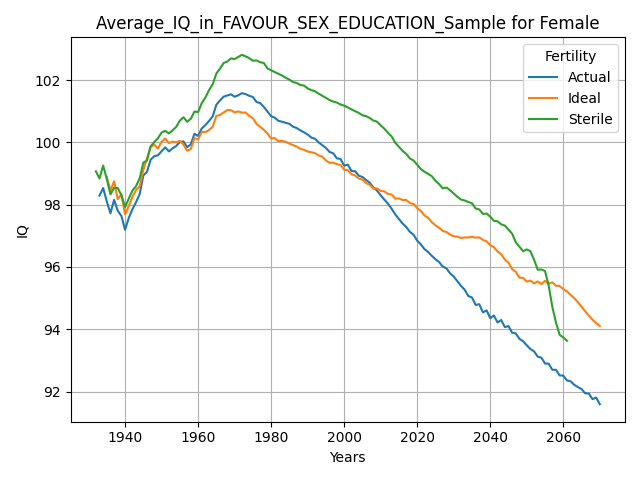 Average_IQ_in_FAVOUR_SEX_EDUCATION_Sample for Female
Fertility
Actual
Ideal
Sterile
102
100
98
96
94
92
IQ
1940 1960 1980 2000 2020 2040 2060
Years